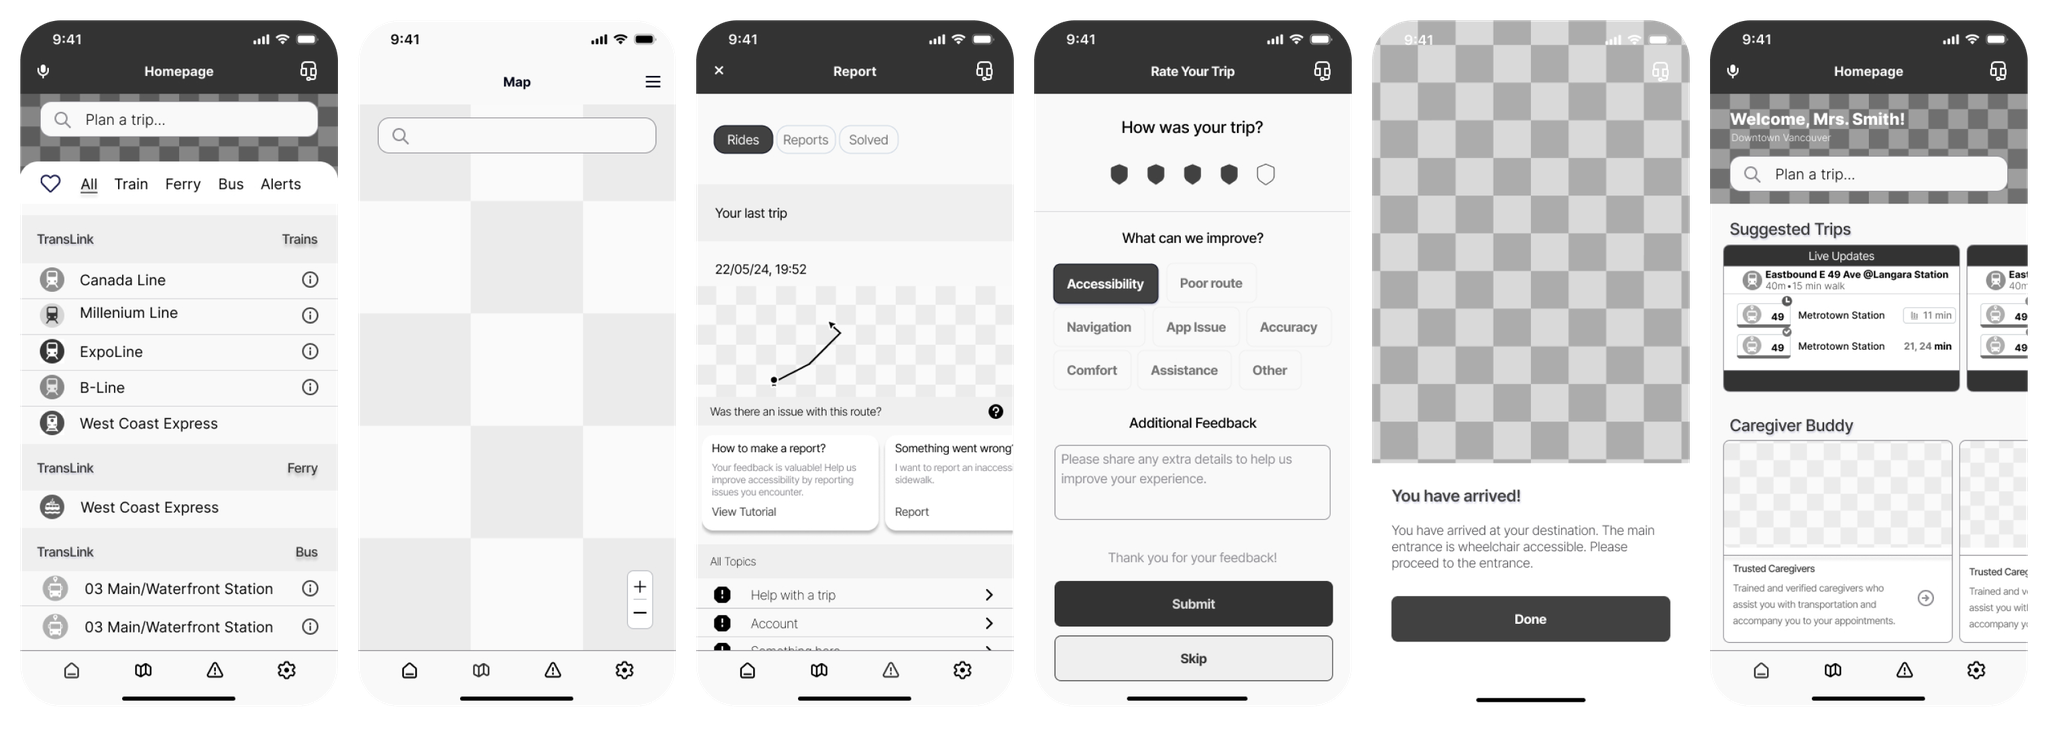 9:41
Homepage
Plan a trip...
All Train Ferry Bus Alerts
TransLink Trains
Canada Line
Millenium Line
ExpoLine
B-Line
West Coast Express
TransLink Ferry
West Coast Express
TransLink Bus
03 Main/Waterfront Station
03 Main/Waterfront Station
9:41
Map
9:41
Report
Rides Reports Solved
Your last trip
22/05/24, 19:52
Was there an issue with this route?
How to make a report?
Your feedback is valuable! Help us
improve accessibility by reporting
issues you encounter.
View Tutorial
Something went wrong?
I want to report an inaccess
sidewalk.
Report
All Topics
Help with a trip
Account
9:41
Rate Your Trip
How was your trip?
What can we improve?
Accessibility Poor route
Navigation App Issue Accuracy
Comfort Assistance Other
Additional Feedback
Please share any extra details to help us
improve your experience.
Thank you for your feedback!
Submit
Skip
9:41
You have arrived!
You have arrived at your destination. The main
entrance is wheelchair accessible. Please
proceed to the entrance.
Done
9:41
Homepage
Welcome, Mrs. Smith!
Downtown Vancouver
Plan a trip...
Suggested Trips
Live Updates
Eastbound E 49 Ave @Langara Station
40m•15 min walk
49 Metrotown Station 11 min
49 Metrotown Station 21, 24 min
East
40m
49
49
Caregiver Buddy
Trusted Caregivers
Trained and verified caregivers who
assist you with transportation and
accompany you to your appointments.
Trusted Careg
Trained and v
assist you wit
accompany yo